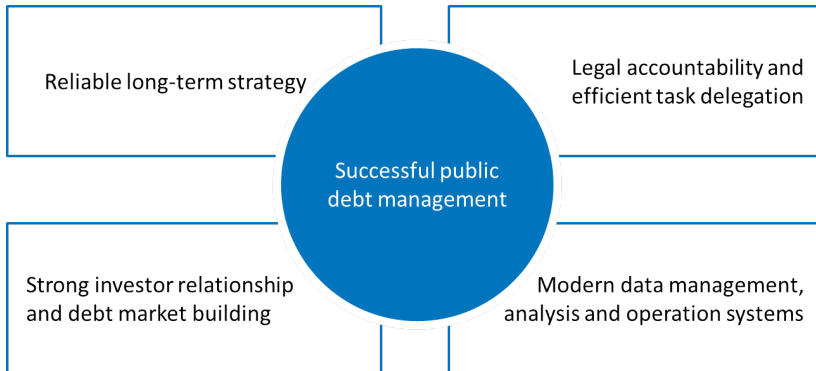 Reliable long-term strategy
Legal accountability and
efficient task delegation
Successful public
debt management
Strong investor relationship
and debt market building
Modern data management,
analysis and operation systems